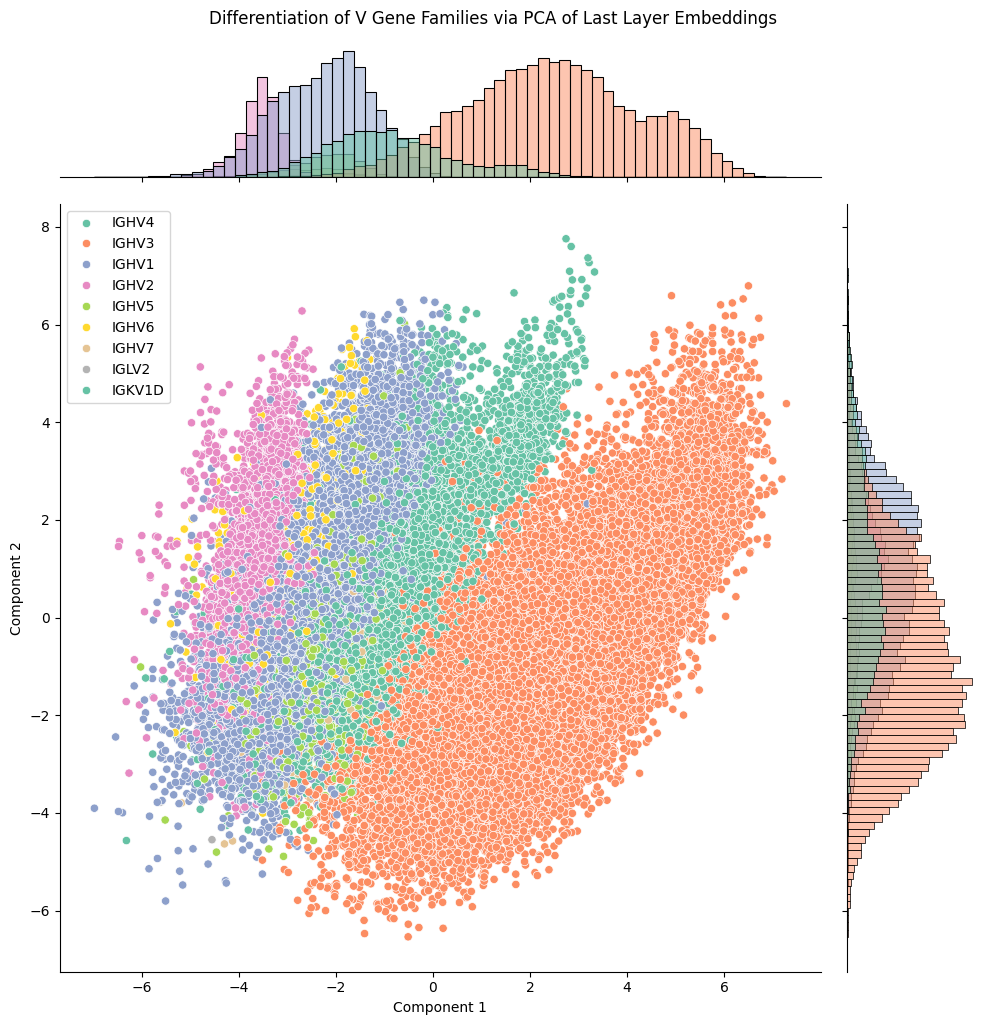 Differentiation of V Gene Families via PCA of Last Layer Embeddings
IGHV4
IGHV3
IGHV1
IGHV2
IGHV5
IGHV6
IGHV7
IGLV2
IGKV1D
8
6
4
2
0
−2
−4
−6
Component 2
−6 −4 −2 0 2 4 6
Component 1